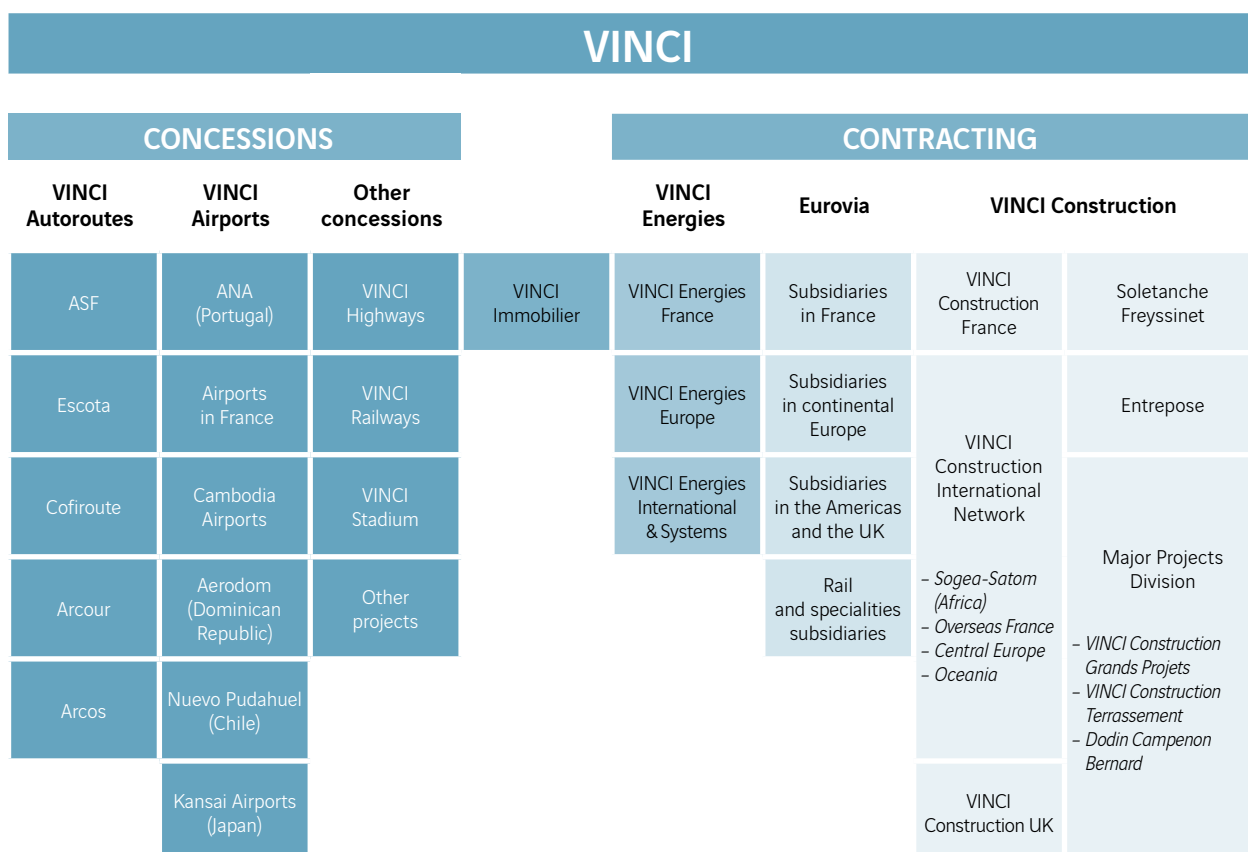 VINCI
CONCESSIONS
VINCI
Autoroutes
ASF
Escota
Cofiroute
Arcour
Arcos
VINCI
Airports
ANA
(Portugal)
Airports
in France
Cambodia
Airports
Aerodom
(Dominican
Republic)
Nuevo Pudahuel
(Chile)
Kansai Airports
(Japan)
Other
concessions
VINCI
Highways
VINCI
Railways
VINCI
Stadium
Other
projects
VINCI
Immobilier
CONTRACTING
VINCI
Energies
VINCI Energies
France
VINCI Energies
Europe
VINCI Energies
International
& Systems
Eurovia
Subsidiaries
in France
Subsidiaries
in continental
Europe
Subsidiaries
in the Americas
and the UK
Rail
and specialities
subsidiaries
VINCI Construction
VINCI
Construction
France
VINCI
Construction
International
Network
– Sogea-Satom
(Africa)
– Overseas France
– Central Europe
– Oceania
VINCI
Construction UK
Soletanche
Freyssinet
Entrepose
Major Projects
Division
– VINCI Construction
Grands Projets
– VINCI Construction
Terrassement
– Dodin Campenon
Bernard